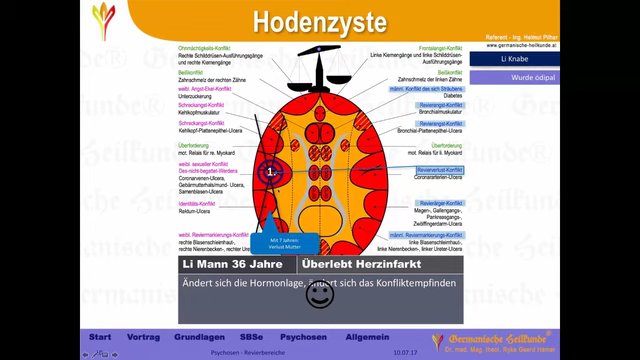 Hodenzyste
Referent - Ing. Helmut Pilhar
www.germanische-heilkunde.at
Li Knabe
Wurde ödipal
Ohnmächtigkeits-Konflikt
Rechte Schilddrüsen-Ausführungsgänge
und rechte Kiemengänge
Beißkonflikt
Zahnschmelz der rechten Zähne
weibl. Angst-Ekel-Konflikt
Unterzuckerung
Schreckangst-Konflikt
Kehlkopfmuskulatur
Schreckangst-Konflikt
Kehlkopf-Plattenepithel-Ulcera
Überforderung
mot. Relais für re. Myokard
weibl. sexueller Konflikt
Des-nicht-begattet-Werdens
Coronarvenen-Ulcera,
Gebärmutterhals/mund- Ulcera,
Samenblasen-Ulcera
Identitäts-Konflikt
Rektum-Ulcera
weibl. Reviermarkierungs-Konflikt
rechte Blasenschleimhaut-,
rechte Nierenbecken-, rechter Ureter-Ulcera
Frontalangst-Konflikt
Linke Kiemengänge und linke Schilddrüsen-
Ausführungsgänge
Beißkonflikt
Zahnschmelz der linken Zähne
männl. Konflikt des sich Sträubens
Diabetes
Revierangst-Konflikt
Bronchialmuskulatur
Revierangst-Konflikt
Bronchial-Plattenepithel-Ulcera
Überforderung
mot. Relais für li. Myokard
Revierverlust-Konflikt
Coronararterien-Ulcera
Revierärger-Konflikt
Magen-, Gallengangs-,
Pankreasgangs-,
Zwölffingerdarm-Ulcera
männl. Reviermarkierungs-Konflikt
linke Blasenschleimhaut-,
linke Nierenbecken-, linker Ureter-Ulcera
1.
Mit 7 Jahren:
Verlust Mutter
Li Mann 36 Jahre
Überlebt Herzinfarkt
Ändert sich die Hormonlage, ändert sich das Konfliktempfinden
Start
Vortrag
Grundlagen
SBSe
Psychosen
Allgemein
Germanische Heilkunde®
Dr. med. Mag. theol. Ryke Geerd Hamer
Psychosen - Revierbereiche
10.07.17